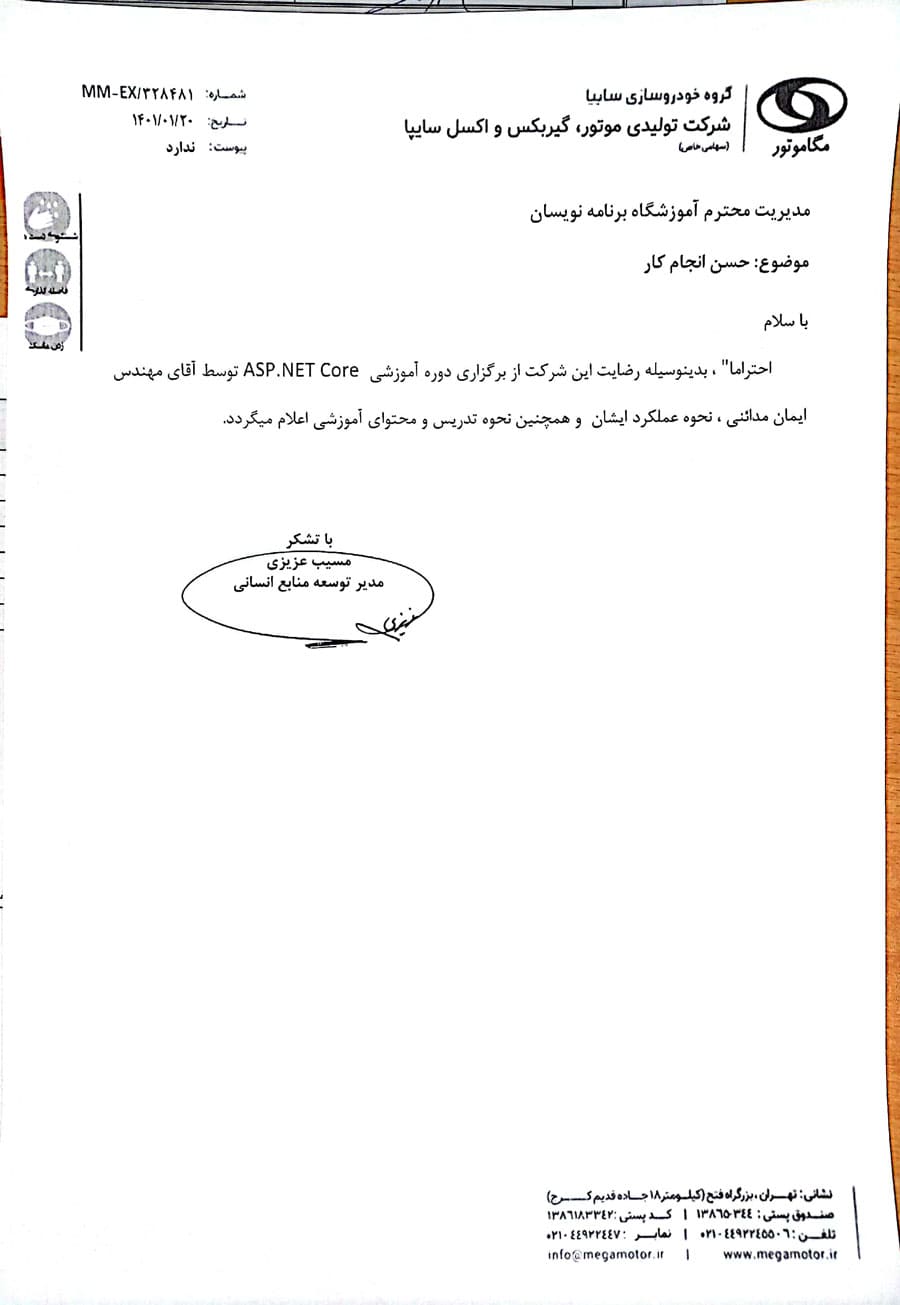 گروه خودروسازی سایپا
شرکت تولیدی موتور، گیربکس و اکسل سایپا
(سهامی خاص)
مگاموتور
شماره: MM-EX/۳۲۸۴۸۱
تاریخ: ۱۴۰۱/۰۱/۲۰
پیوست: ندارد
مدیریت محترم آموزشگاه برنامه نویسان
موضوع: حسن انجام کار
با سلام
احتراما" ، بدینوسیله رضایت این شرکت از برگزاری دوره آموزشی ASP.NET Core توسط آقای مهندس
ایمان مدائنی ، نحوه عملکرد ایشان و همچنین نحوه تدریس و محتوای آموزشی اعلام میگردد.
با تشکر
مسیب عزیزی
مدیر توسعه منابع انسانی
نشانی: تهران، بزرگراه فتح (کیلومتر ۱۸ جاده قدیم کرج)
صندوق پستی: ۳۴۴-۱۳۸۶۵ | کد پستی: ۱۳۸۶۱۸۳۳۴۲
تلفن: ۶-۰۲۱-۴۴۹۲۲۴۵۵ | نمابر: ۰۲۱-۴۴۹۲۲۴۴۷
www.megamotor.ir | info@megamotor.ir